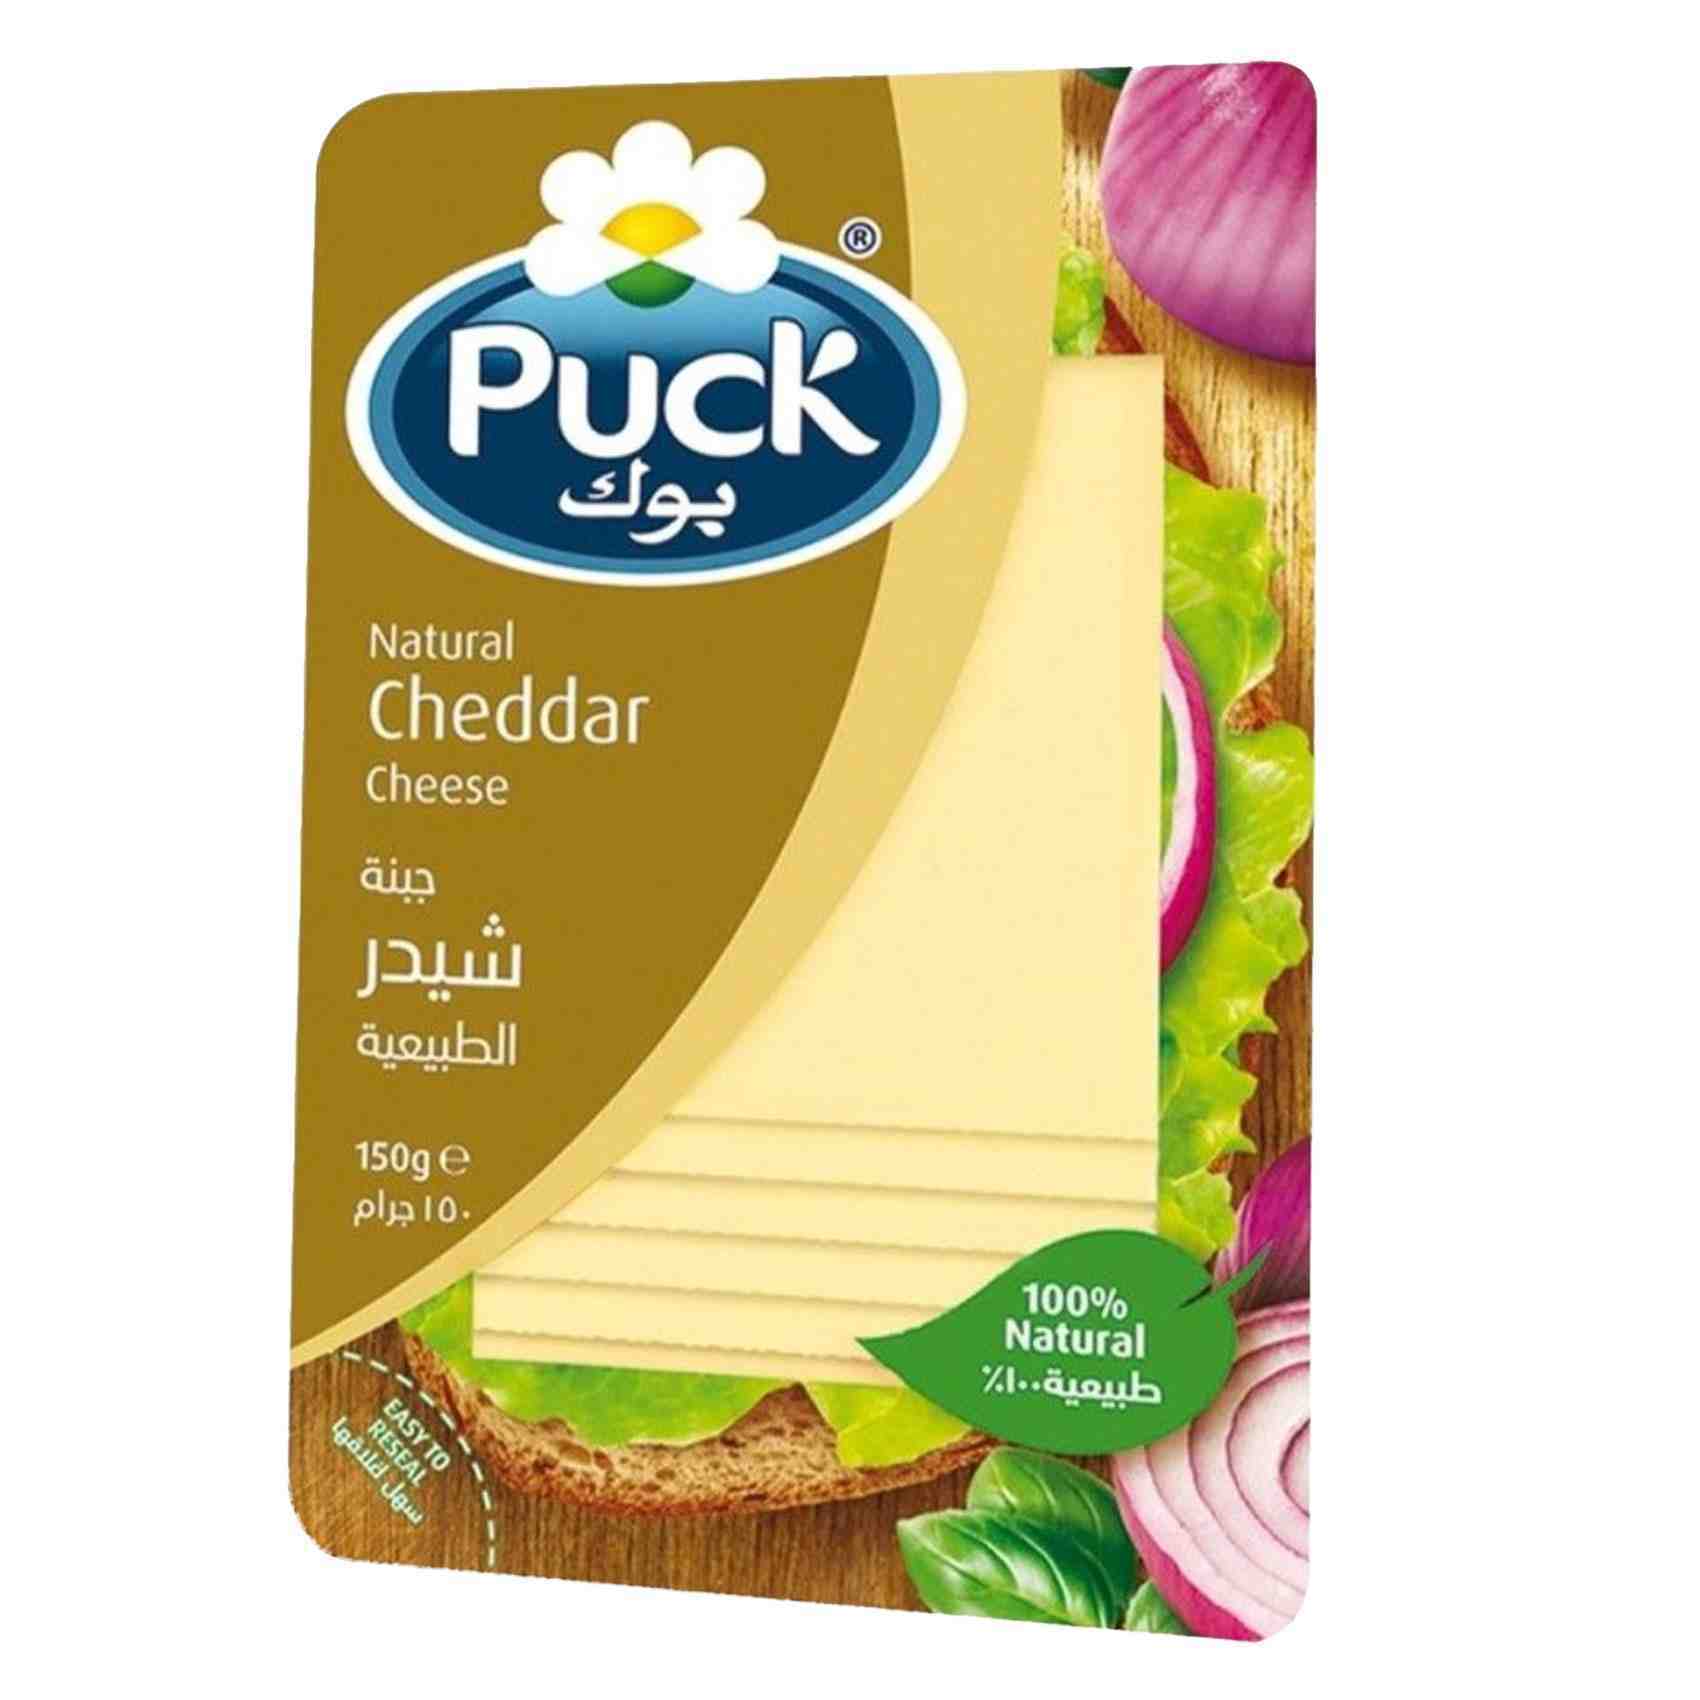 ®
Puck
بوك
Natural
Cheddar
Cheese
جبنة
شيدر
الطبيعية
150g ℮
١٥٠ جرام
100%
Natural
طبيعية ١٠٠٪
EASY TO
RESEAL
سهل اغلاقها